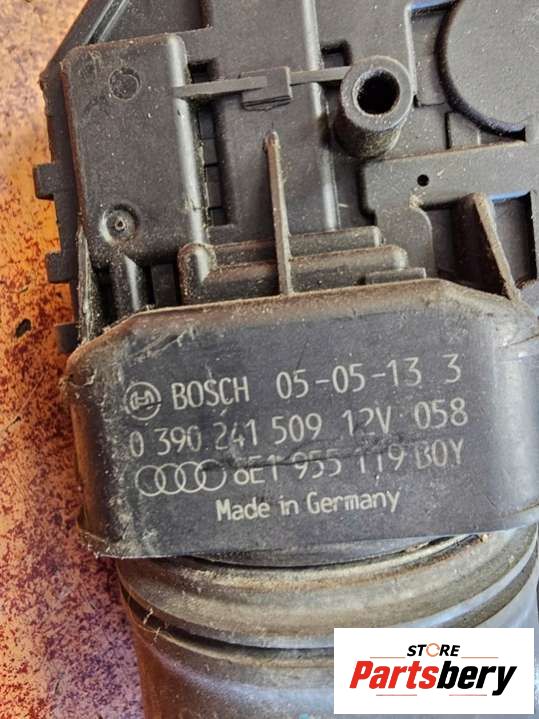 BOSCH 05-05-13 3
0 390 241 509 12V 058
8E1 955 119 BOY
Made in Germany
STORE
Partsbery